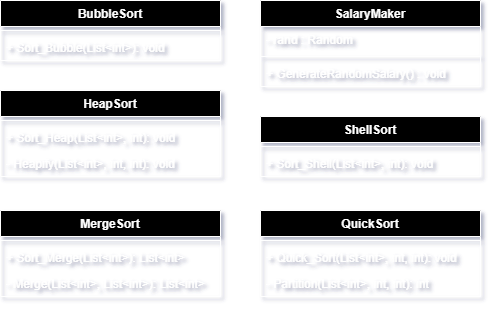 BubbleSort
+ Sort_Bubble(List<int>): void
SalaryMaker
- rand : Random
+ GenerateRandomSalary() : void
HeapSort
+ Sort_Heap(List<int>, int): void
- Heapify(List<int>, int, int): void
ShellSort
+ Sort_Shell(List<int>, int): void
MergeSort
+ Sort_Merge(List<int>): List<int>
- Merge(List<int>, List<int>): List<int>
QuickSort
+ Quick_Sort(List<int>, int, int): void
- Partition(List<int>, int, int): int